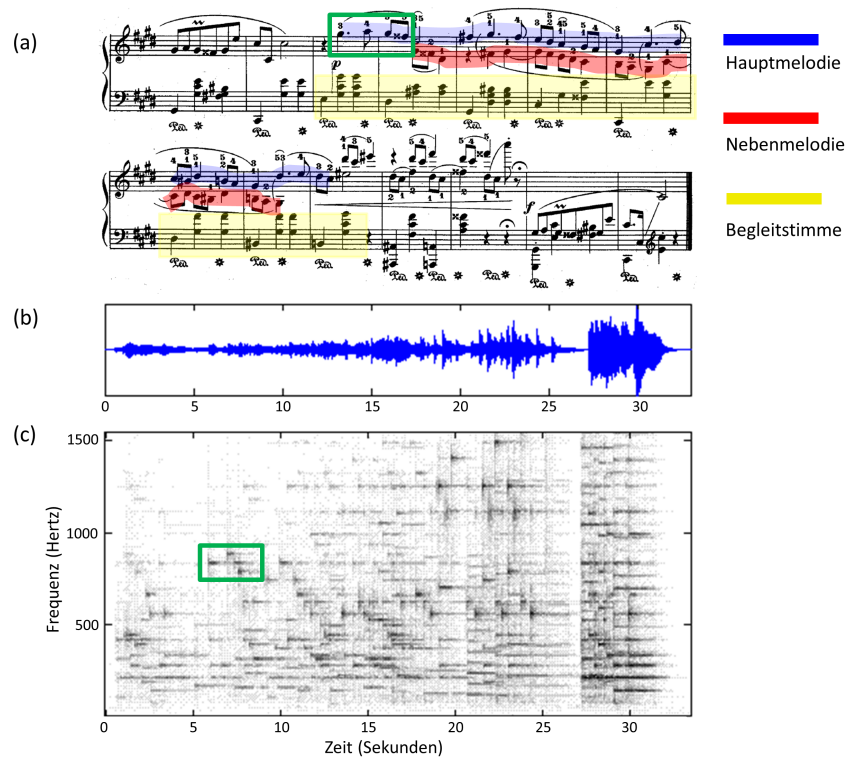 (a)
Hauptmelodie
Nebenmelodie
Begleitstimme
p
f
(b)
0 5 10 15 20 25 30
(c)
1500
1000
500
Frequenz (Hertz)
0 5 10 15 20 25 30
Zeit (Sekunden)